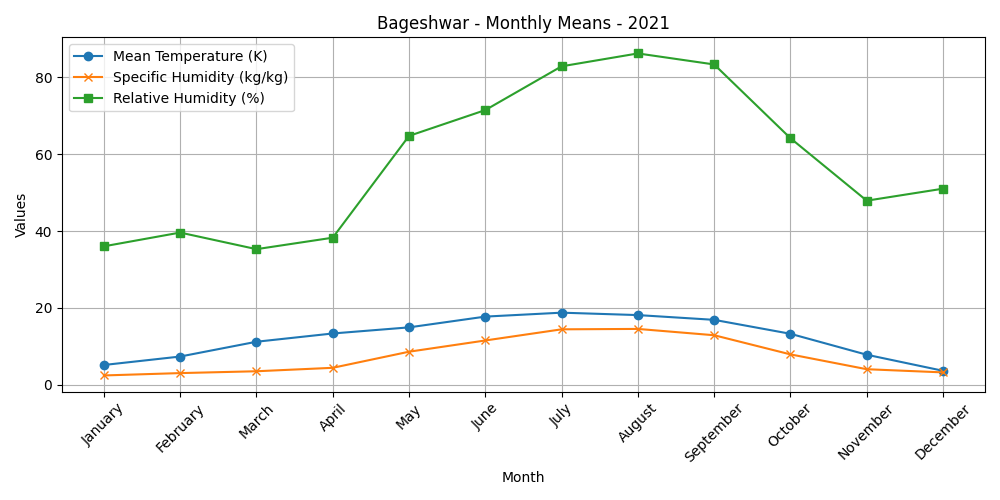 Bageshwar - Monthly Means - 2021
Mean Temperature (K)
Specific Humidity (kg/kg)
Relative Humidity (%)
Values
80
60
40
20
0
January
February
March
April
May
June
July
August
September
October
November
December
Month